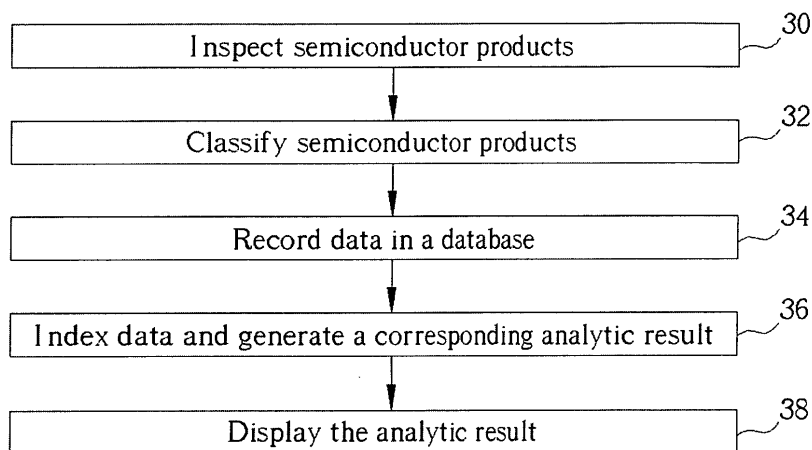 Inspect semiconductor products
30
Classify semiconductor products
32
Record data in a database
34
Index data and generate a corresponding analytic result
36
Display the analytic result
38